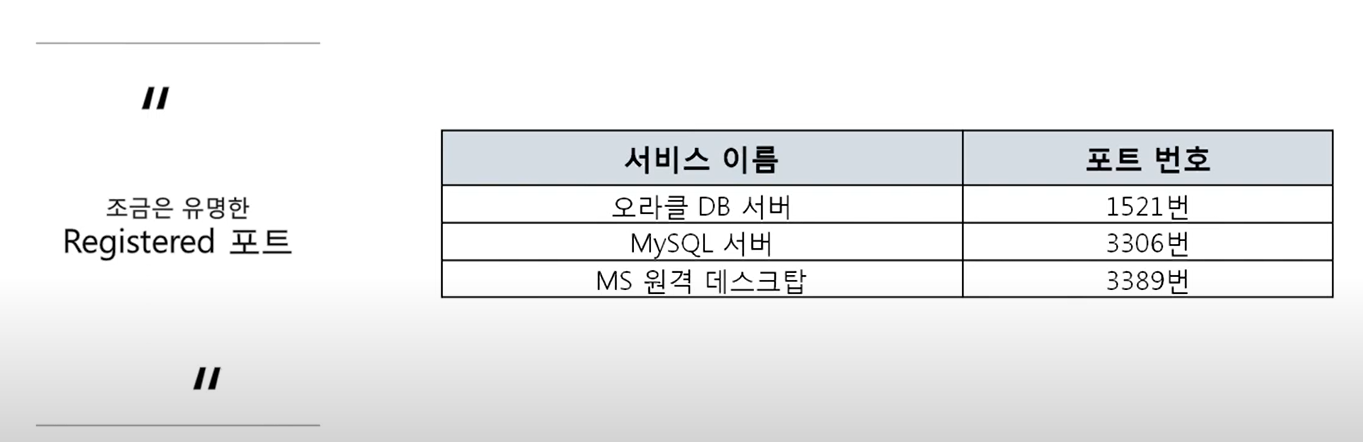 "
조금은 유명한
Registered 포트
"
서비스 이름 포트 번호
오라클 DB 서버 1521번
MySQL 서버 3306번
MS 원격 데스크탑 3389번